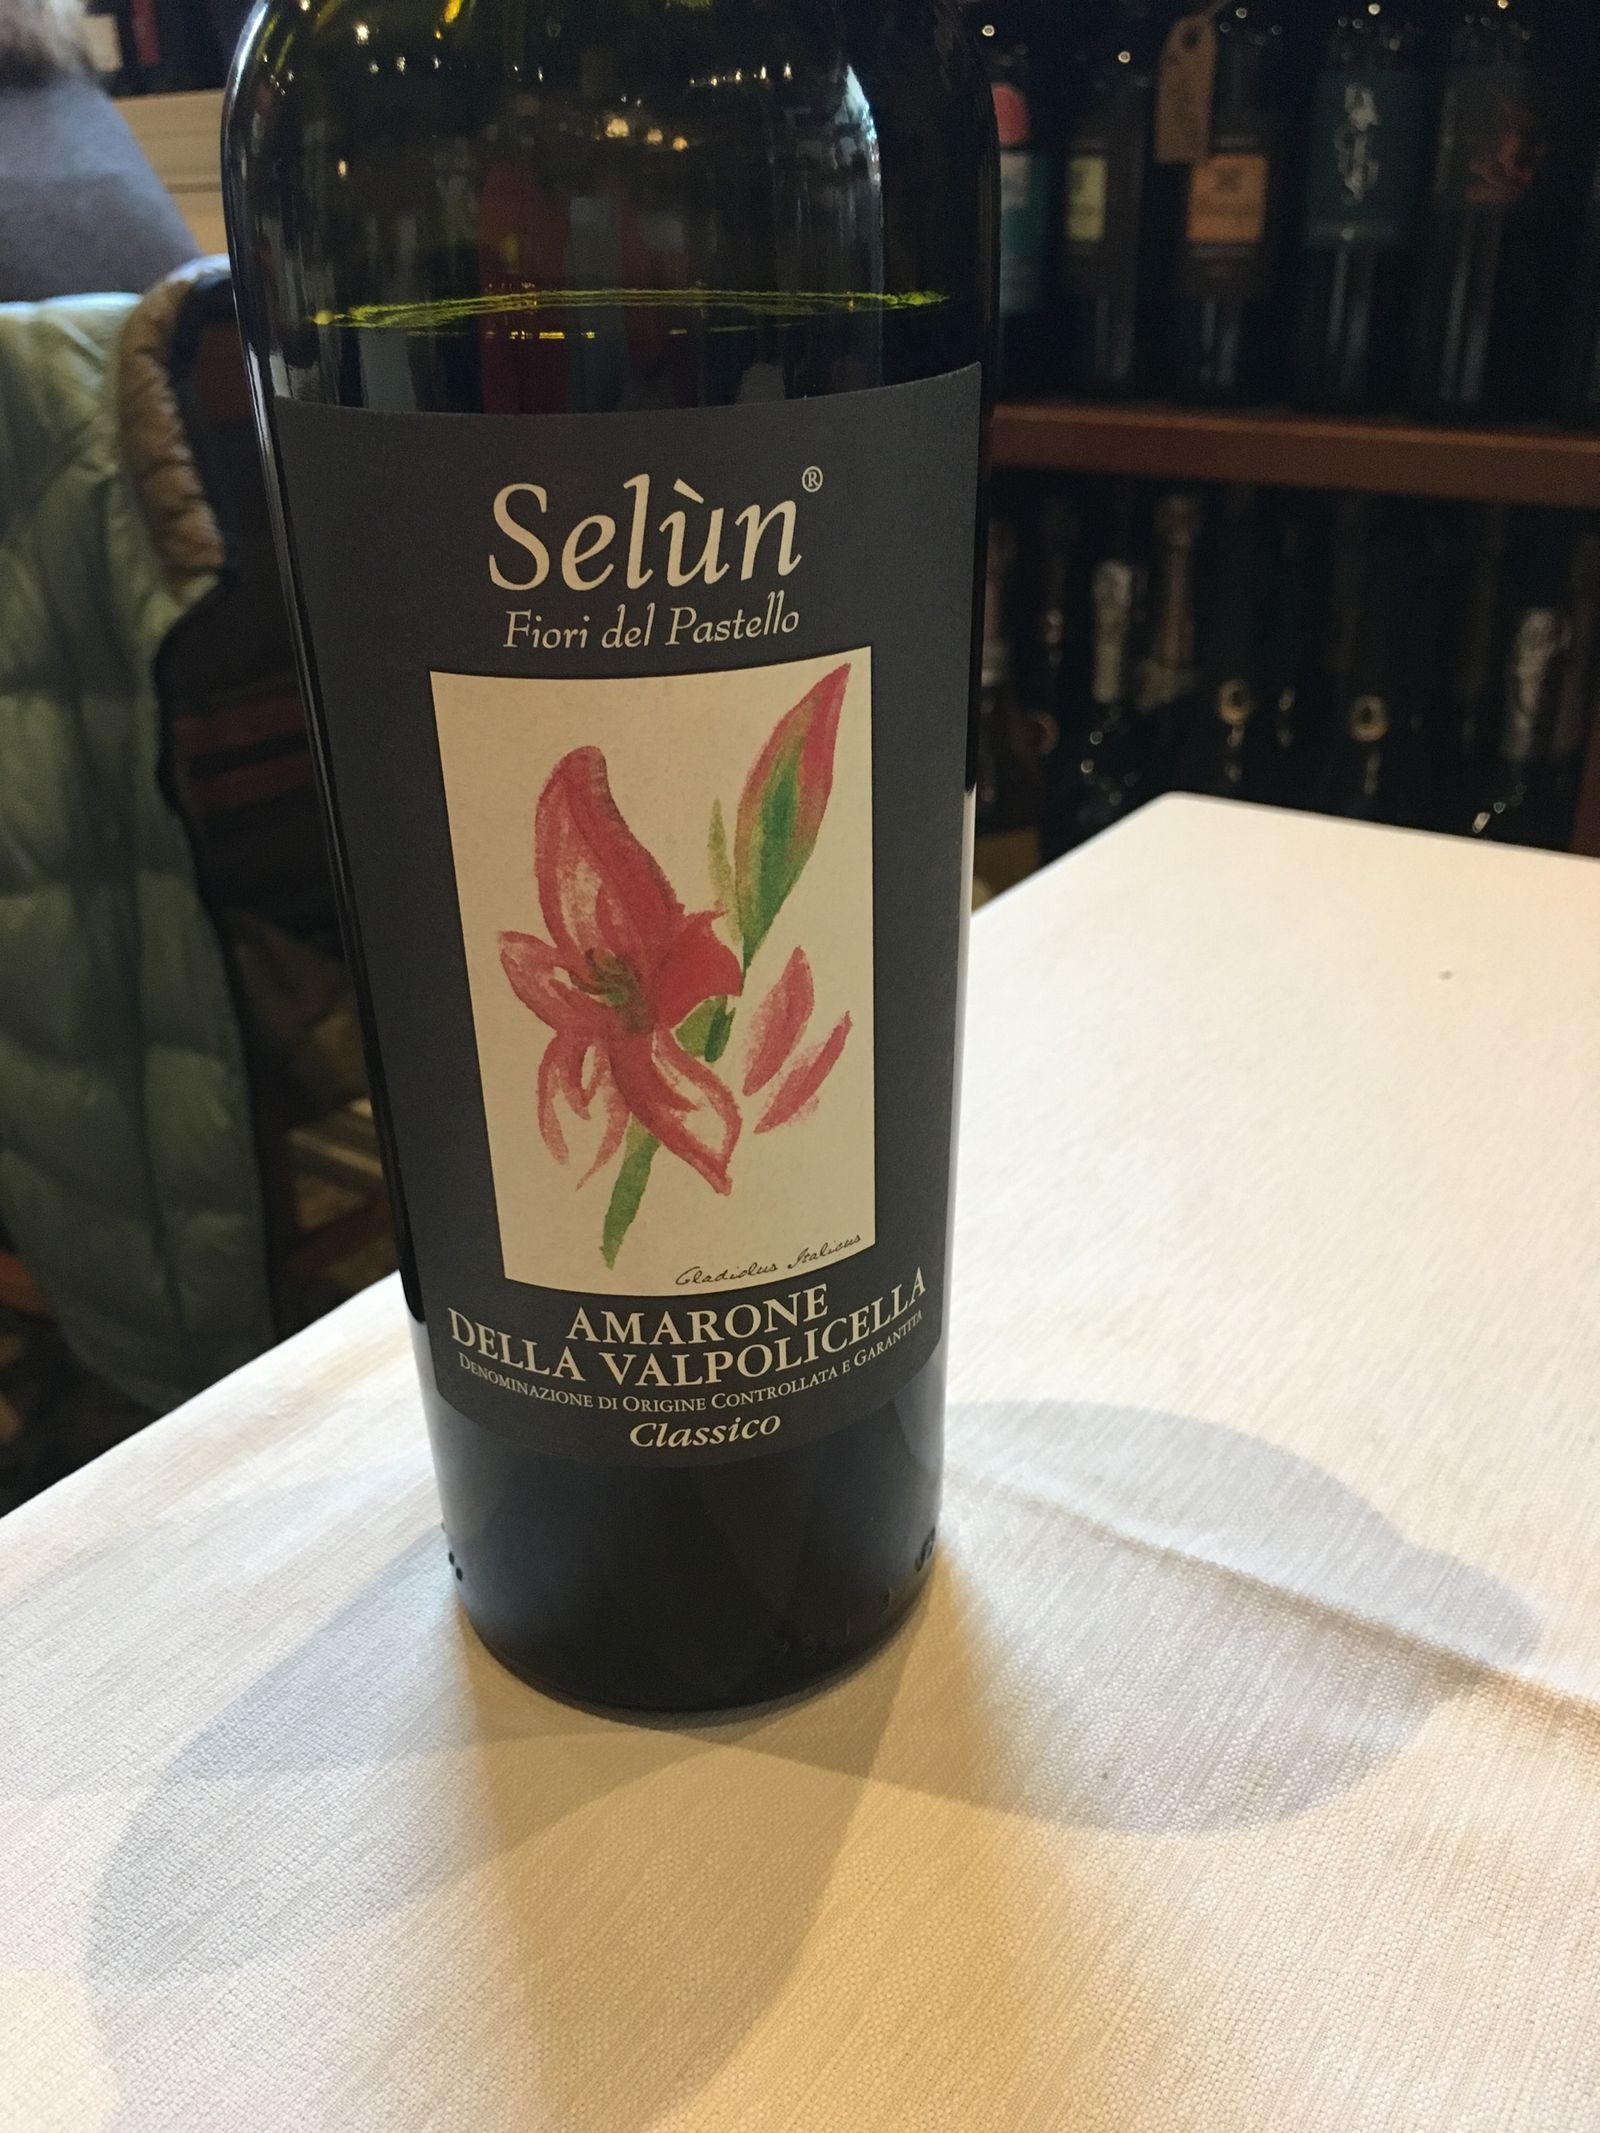 Selùn®
Fiori del Pastello
Gladiolus Italicus
AMARONE
DELLA VALPOLICELLA
DENOMINAZIONE DI ORIGINE CONTROLLATA E GARANTITA
Classico